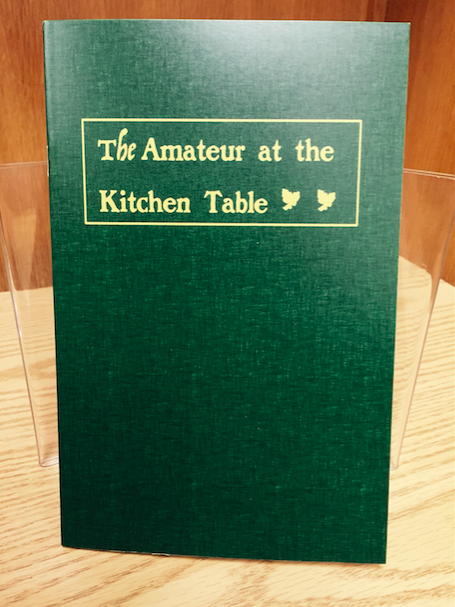 The Amateur at the
Kitchen Table